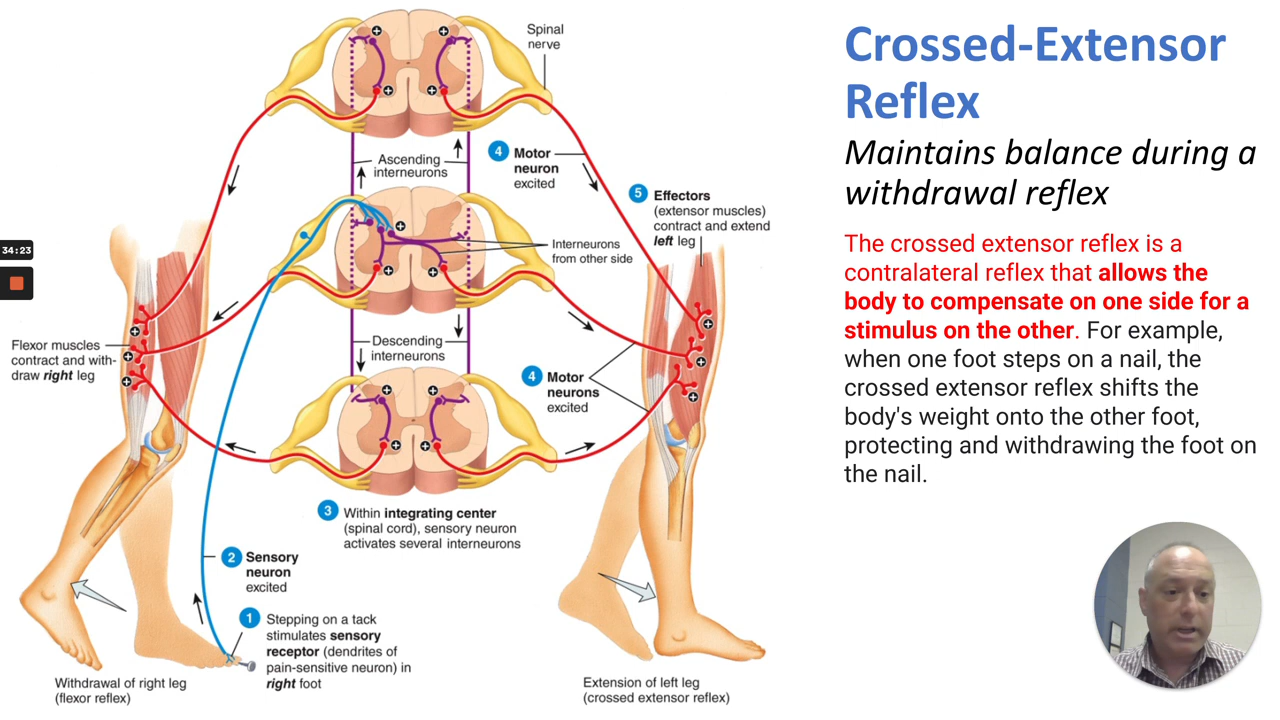 Crossed-Extensor
Reflex
Maintains balance during a
withdrawal reflex
The crossed extensor reflex is a
contralateral reflex that allows the
body to compensate on one side for a
stimulus on the other. For example,
when one foot steps on a nail, the
crossed extensor reflex shifts the
body's weight onto the other foot,
protecting and withdrawing the foot on
the nail.
Spinal
nerve
Ascending
interneurons
4 Motor
neuron
excited
5 Effectors
(extensor muscles)
contract and extend
left leg
Interneurons
from other side
34:23
Flexor muscles
contract and with-
draw right leg
Descending
interneurons
4 Motor
neurons
excited
3 Within integrating center
(spinal cord), sensory neuron
activates several interneurons
2 Sensory
neuron
excited
1 Stepping on a tack
stimulates sensory
receptor (dendrites of
pain-sensitive neuron) in
right foot
Withdrawal of right leg
(flexor reflex)
Extension of left leg
(crossed extensor reflex)